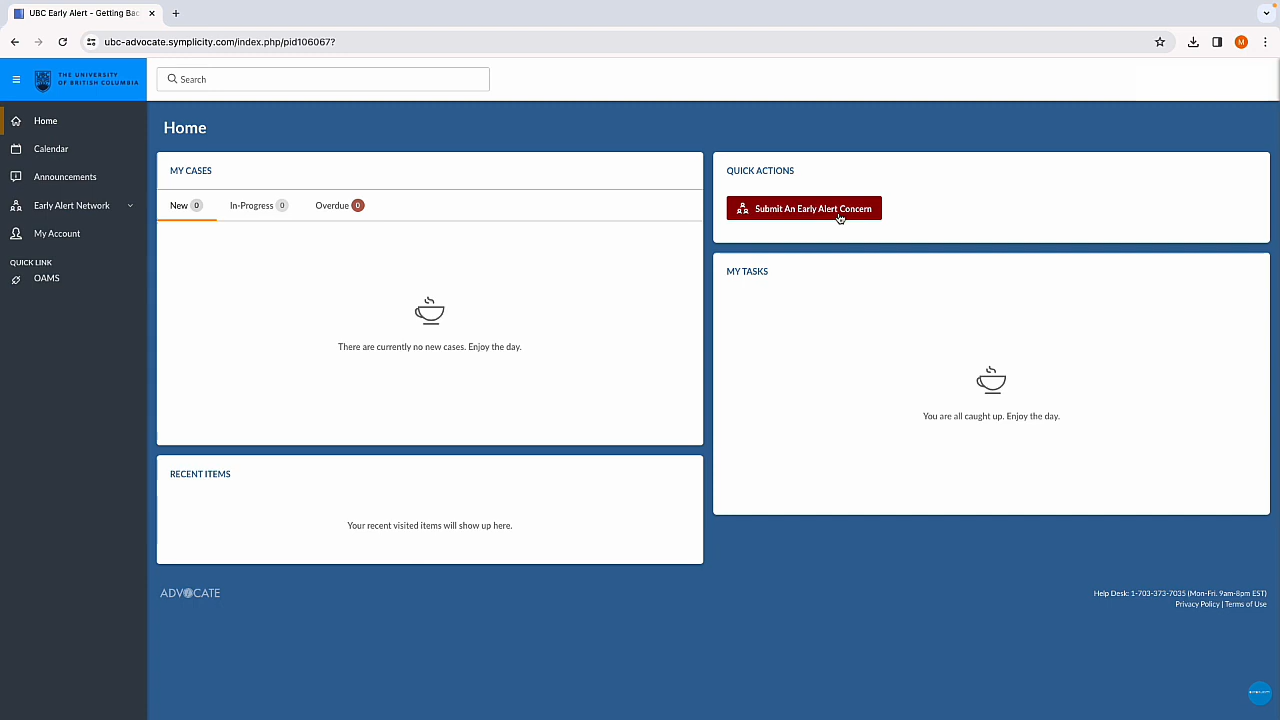 UBC Early Alert - Getting Bac
ubc-advocate.symplicity.com/index.php/pid106067?
M
THE UNIVERSITY
OF BRITISH COLUMBIA
Search
Home
Calendar
Announcements
Early Alert Network
My Account
QUICK LINK
OAMS
Home
MY CASES
New 0 In-Progress 0 Overdue 0
There are currently no new cases. Enjoy the day.
RECENT ITEMS
Your recent visited items will show up here.
QUICK ACTIONS
Submit An Early Alert Concern
MY TASKS
You are all caught up. Enjoy the day.
ADVOCATE
Help Desk: 1-703-373-7035 (Mon-Fri. 9am-8pm EST)
Privacy Policy | Terms of Use